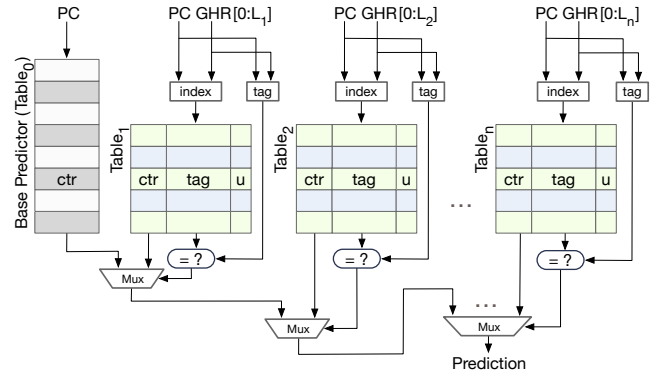 PC
PC GHR[0:L1]
PC GHR[0:L2]
PC GHR[0:Ln]
index
tag
index
tag
index
tag
Base Predictor (Table0)
Table1
Table2
Tablen
ctr
ctr tag u
ctr tag u
ctr tag u
...
= ?
= ?
= ?
Mux
Mux
...
Mux
Prediction